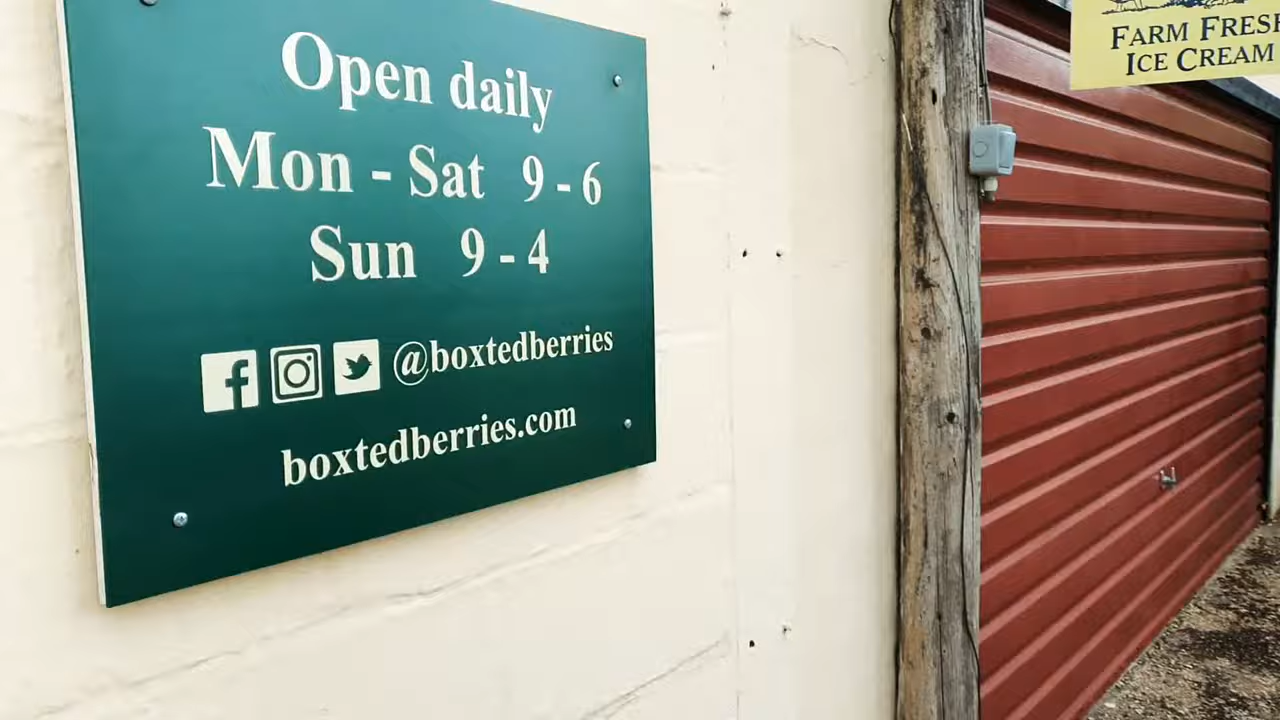 Open daily
Mon - Sat 9 - 6
Sun 9 - 4
@boxtedberries
boxtedberries.com
FARM FRESH
ICE CREAM